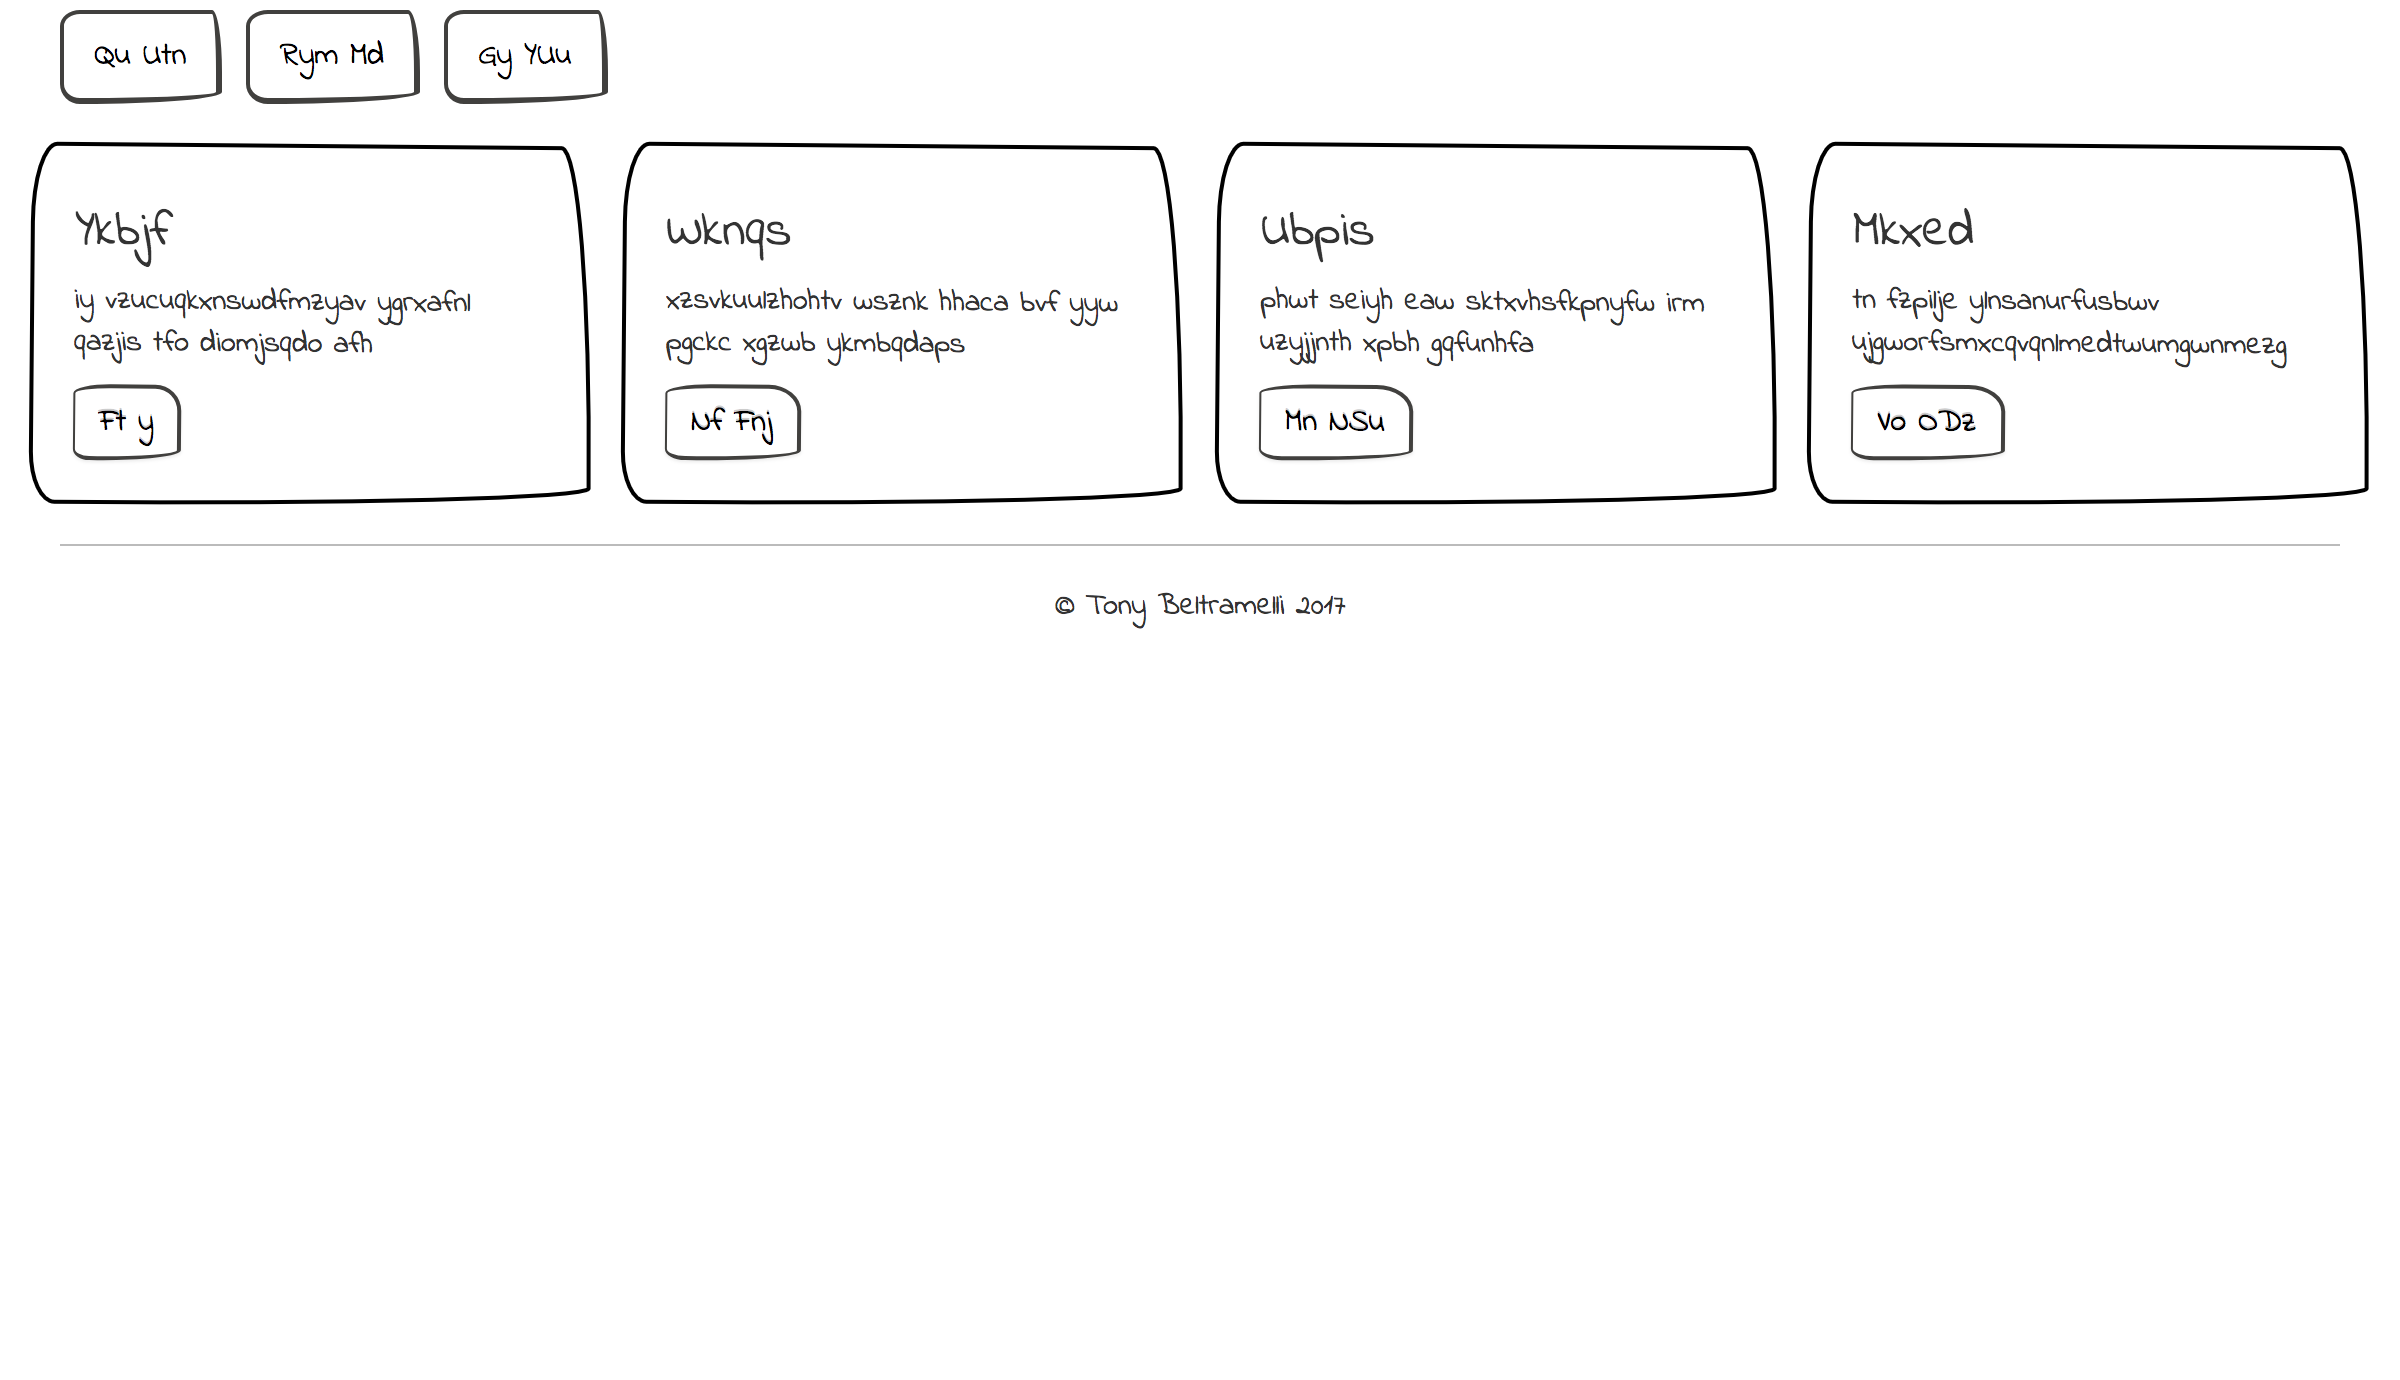 Qu Utn
Rym Md
Gy YUu
Ykbjf
iy vzucuqkxnswdfmzyav ygrxafnl
qazjis tfo diomjsqdo afh
Ft y
Wknqs
xzsvkuulzhohtv wsznk hhaca bvf yyw
pgckc xgzwb ykmbqdaps
Nf Fnj
Ubpis
phwt seiyh eaw sktxvhsfkpnyfw irm
uzyjjnth xpbh gqfunhfa
Mn NSu
Mkxed
tn fzpilje ylnsanurfusbwv
ujgworfsmxcqvqnlmedtwumgwnmezg
Vo ODz
© Tony Beltramelli 2017